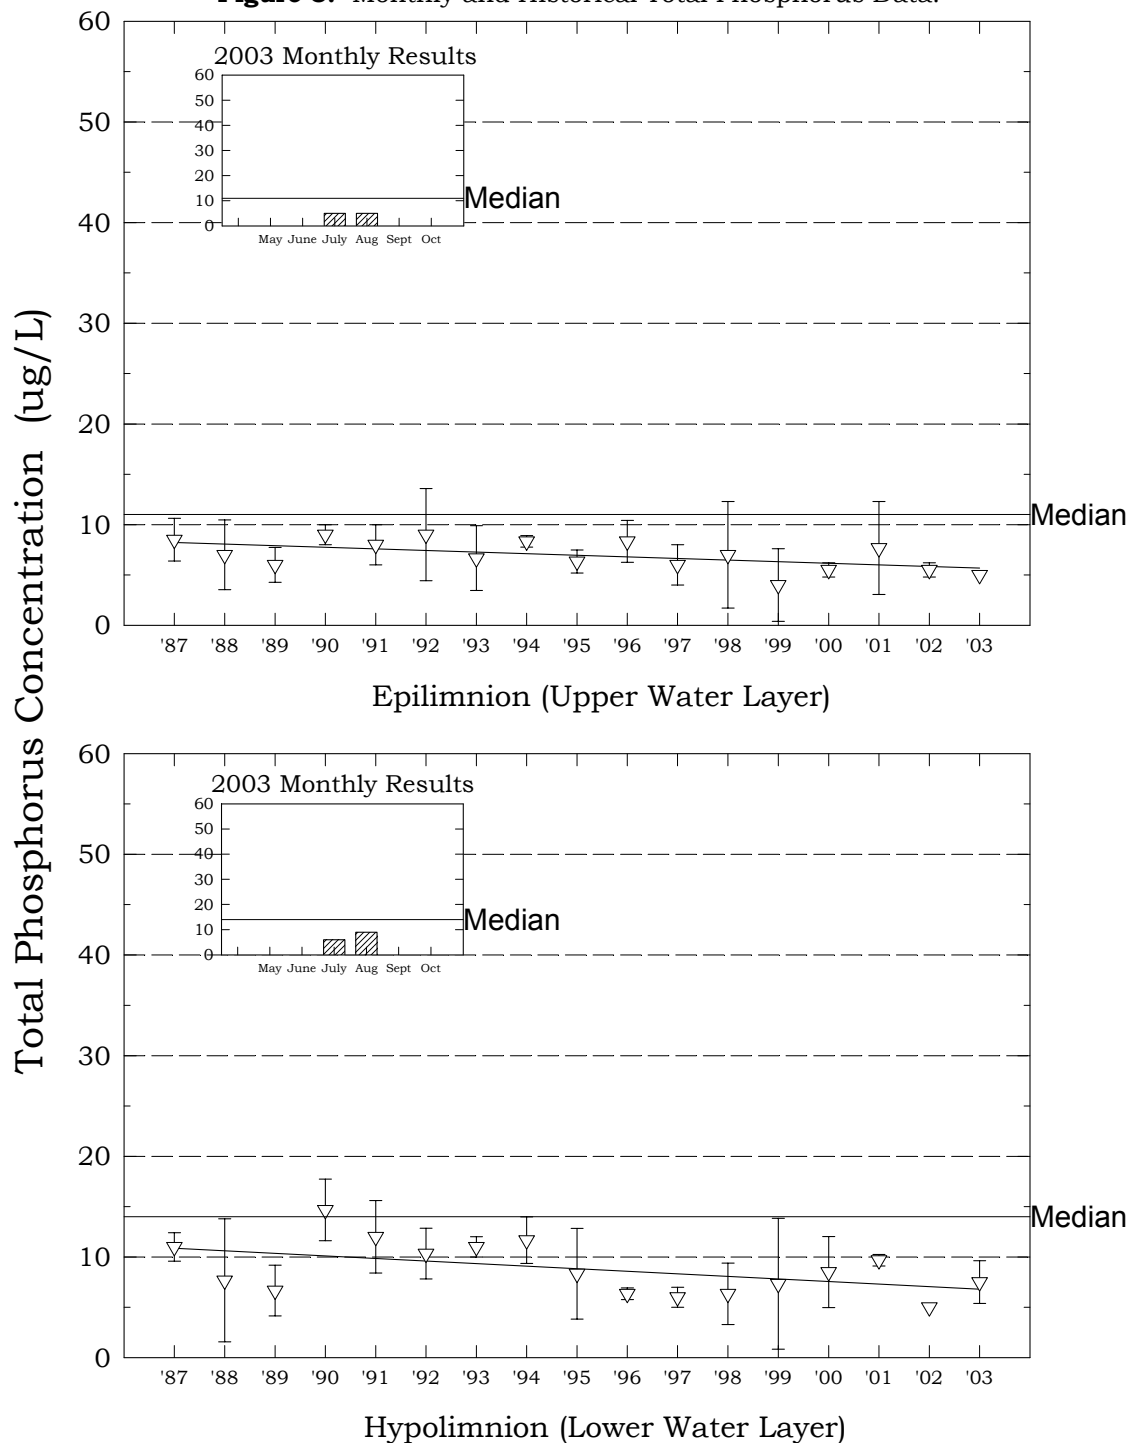 Figure 8. Monthly and Historical Total Phosphorus Data.
Total Phosphorus Concentration (ug/L)
60
50
40
30
20
10
0
2003 Monthly Results
60
50
40
30
20
10
0
Median
May June July Aug Sept Oct
Median
'87 '88 '89 '90 '91 '92 '93 '94 '95 '96 '97 '98 '99 '00 '01 '02 '03
Epilimnion (Upper Water Layer)
60
50
40
30
20
10
0
2003 Monthly Results
60
50
40
30
20
10
0
Median
May June July Aug Sept Oct
Median
'87 '88 '89 '90 '91 '92 '93 '94 '95 '96 '97 '98 '99 '00 '01 '02 '03
Hypolimnion (Lower Water Layer)